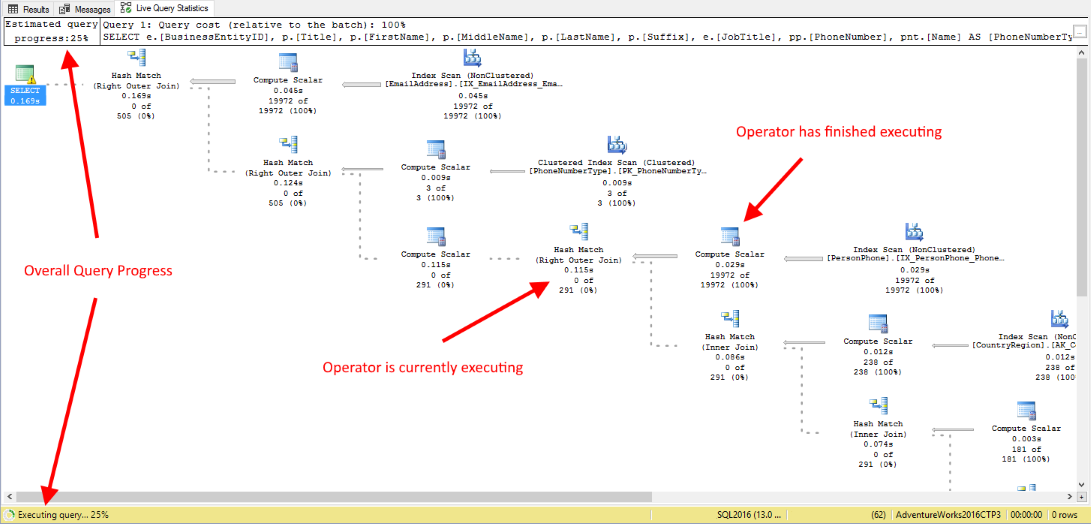 Results Messages Live Query Statistics
Estimated query
progress:25%
Query 1: Query cost (relative to the batch): 100%
SELECT e.[BusinessEntityID], p.[Title], p.[FirstName], p.[MiddleName], p.[LastName], p.[Suffix], e.[JobTitle], pp.[PhoneNumber], pnt.[Name] AS [PhoneNumberTy
...
SELECT
0.169s
Hash Match
(Right Outer Join)
0.169s
0 of
505 (0%)
Compute Scalar
0.045s
19972 of
19972 (100%)
Index Scan (NonClustered)
[EmailAddress].[IX_EmailAddress_Ema...
0.045s
19972 of
19972 (100%)
Operator has finished executing
Hash Match
(Right Outer Join)
0.124s
0 of
505 (0%)
Compute Scalar
0.009s
3 of
3 (100%)
Clustered Index Scan (Clustered)
[PhoneNumberType].[PK_PhoneNumberTy...
0.009s
3 of
3 (100%)
Overall Query Progress
Compute Scalar
0.115s
0 of
291 (0%)
Hash Match
(Right Outer Join)
0.115s
0 of
291 (0%)
Compute Scalar
0.029s
19972 of
19972 (100%)
Index Scan (NonClustered)
[PersonPhone].[IX_PersonPhone_Phone...
0.029s
19972 of
19972 (100%)
Operator is currently executing
Hash Match
(Inner Join)
0.086s
0 of
291 (0%)
Compute Scalar
0.012s
238 of
238 (100%)
Index Scan (NonC
[CountryRegion].[AK_C
0.012s
238 of
238 (100%)
Hash Match
(Inner Join)
0.074s
0 of
291 (0%)
Compute Scalar
0.003s
181 of
181 (100%)
Executing query... 25%
SQL2016 (13.0 ...
(62)
AdventureWorks2016CTP3
00:00:00
0 rows